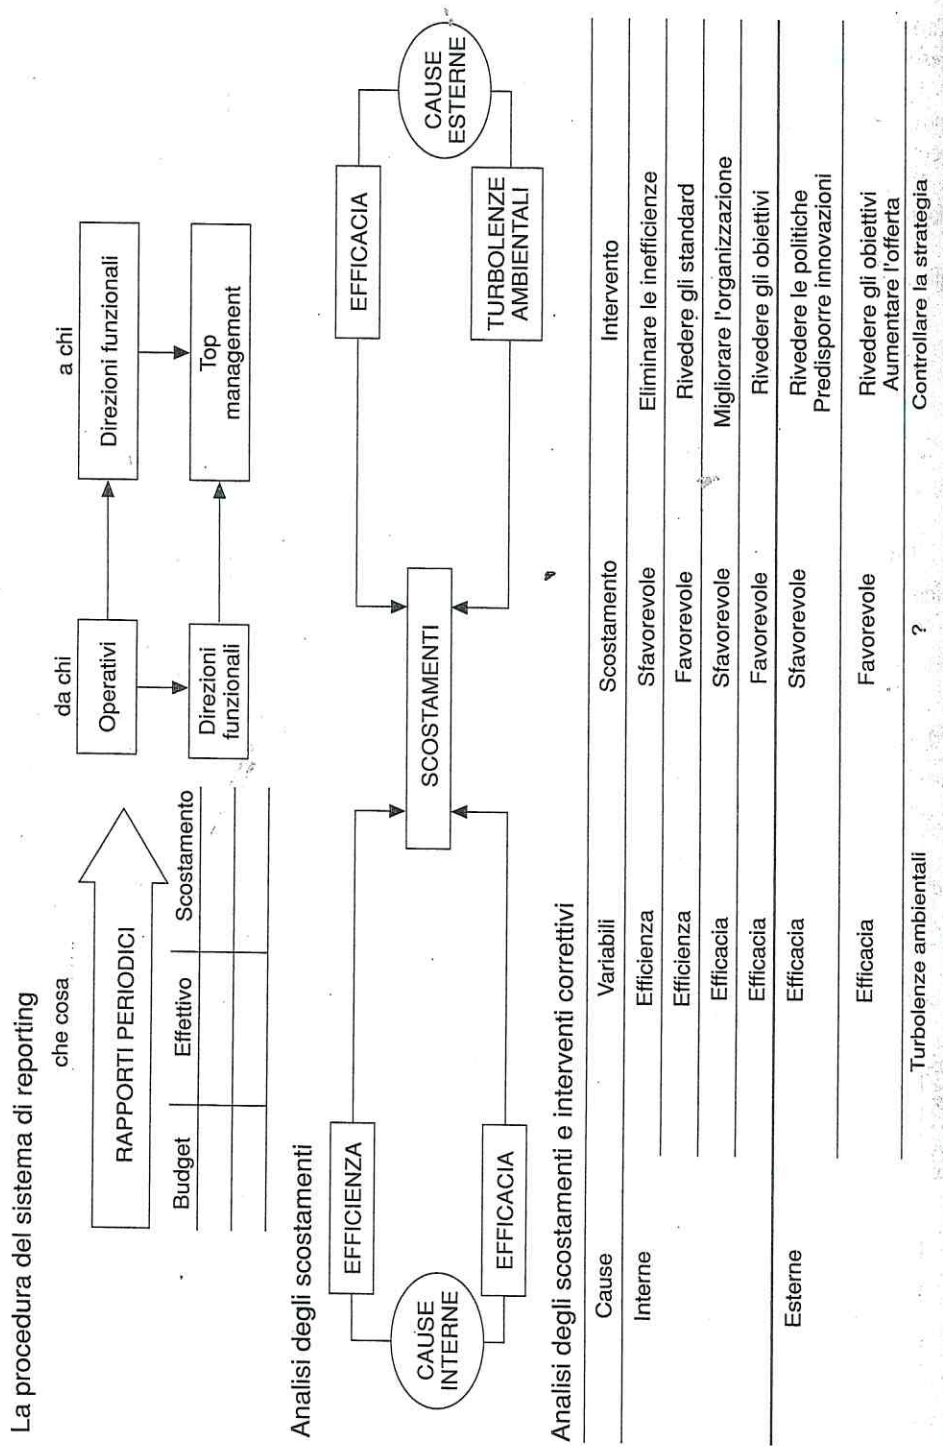 La procedura del sistema di reporting
che cosa
da chi
a chi
RAPPORTI PERIODICI
Operativi
Direzioni funzionali
Budget
Effettivo
Scostamento
Direzioni
funzionali
Top
management
Analisi degli scostamenti
EFFICIENZA
EFFICACIA
CAUSE
INTERNE
SCOSTAMENTI
CAUSE
ESTERNE
EFFICACIA
TURBOLENZE
AMBIENTALI
Analisi degli scostamenti e interventi correttivi
Cause Variabili Scostamento Intervento
Interne Efficienza Sfavorevole Eliminare le inefficienze
Efficienza Favorevole Rivedere gli standard
Efficacia Sfavorevole Migliorare l'organizzazione
Efficacia Favorevole Rivedere gli obiettivi
Esterne Efficacia Sfavorevole Rivedere le politiche
Predisporre innovazioni
Efficacia Favorevole Rivedere gli obiettivi
Aumentare l'offerta
Turbolenze ambientali ? Controllare la strategia